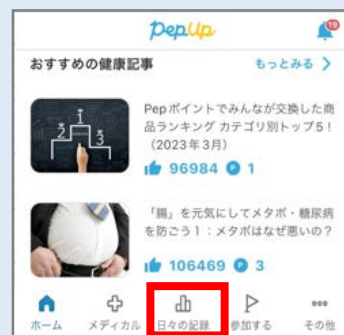 PepUp
19
おすすめの健康記事
もっとみる
Pepポイントでみんなが交換した商
品ランキング カテゴリ別トップ5！
（2023年3月）
96984 P 1
2 1 3
「腸」を元気にしてメタボ・糖尿病
を防ごう1：メタボはなぜ悪いの？
106469 P 3
ホーム メディカル 日々の記録 参加する その他